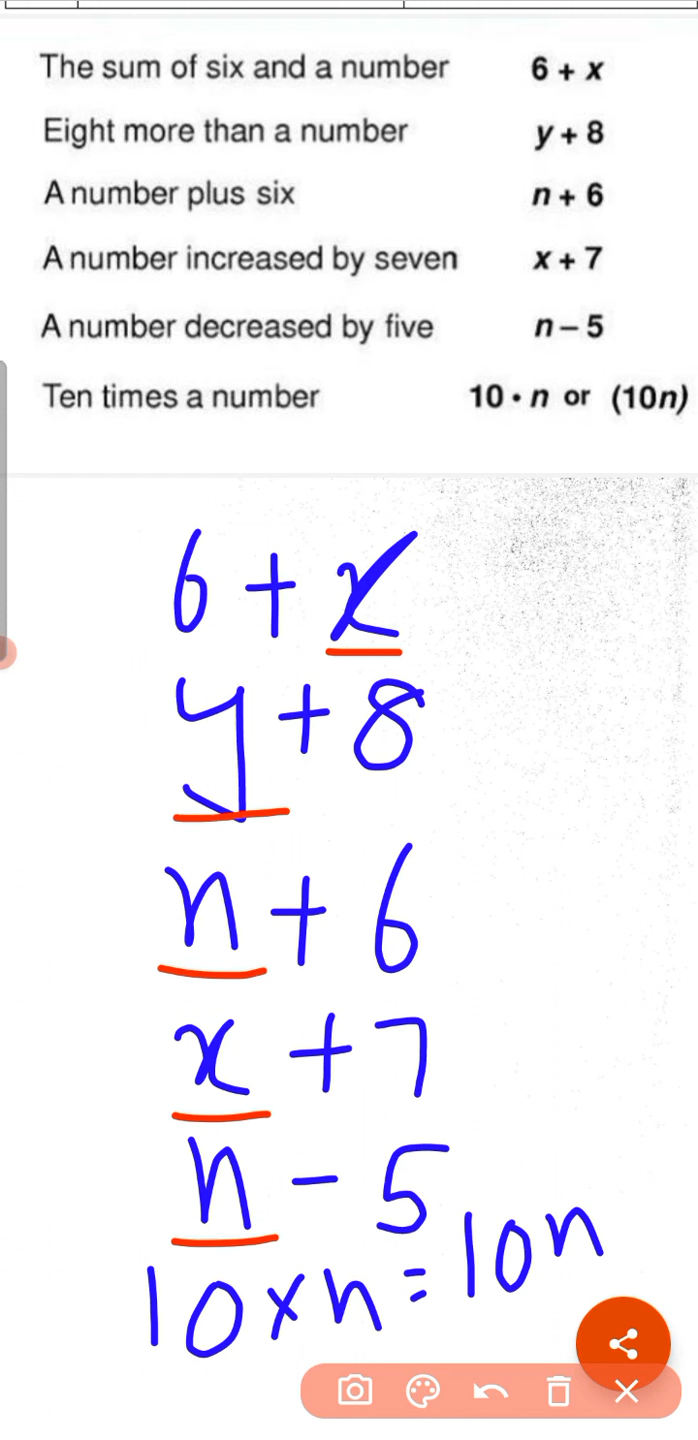 The sum of six and a number 6 + x
Eight more than a number y + 8
A number plus six n + 6
A number increased by seven x + 7
A number decreased by five n – 5
Ten times a number 10 • n or (10n)
6 + x
y + 8
n + 6
x + 7
n - 5
10 x n = 10n